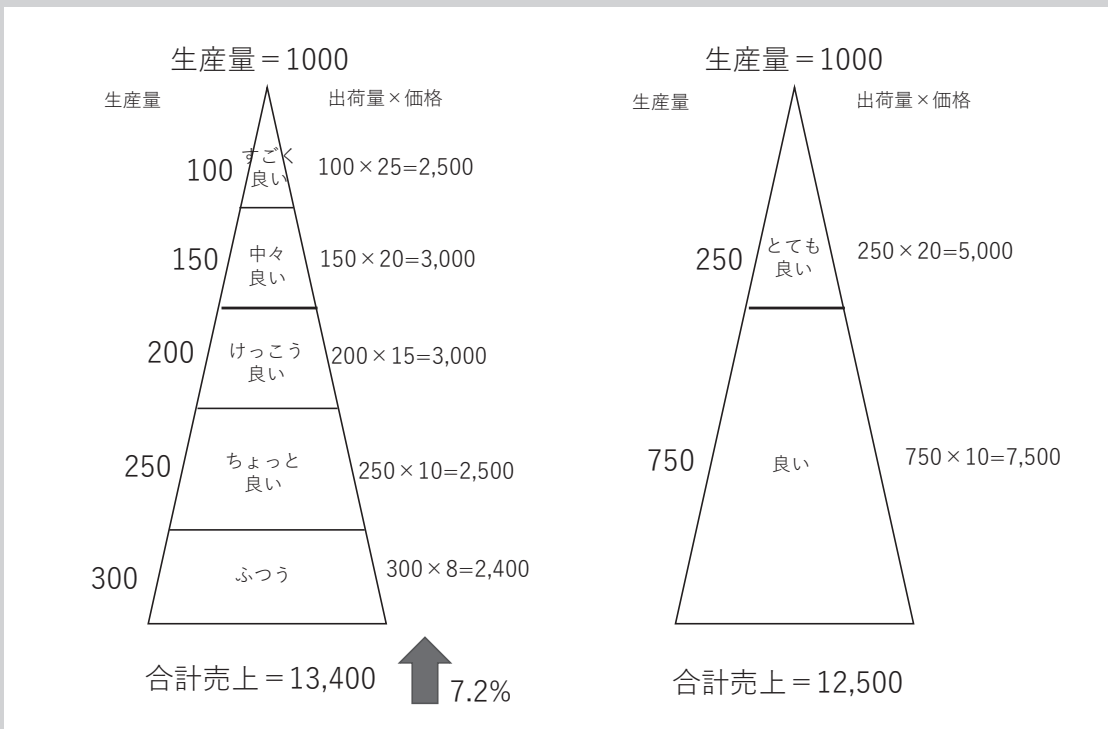 生産量＝1000
生産量
出荷量×価格
すごく
良い
100
100×25=2,500
中々
良い
150
150×20=3,000
けっこう
良い
200
200×15=3,000
ちょっと
良い
250
250×10=2,500
ふつう
300
300×8=2,400
合計売上＝13,400
7.2%
生産量＝1000
生産量
出荷量×価格
とても
良い
250
250×20=5,000
良い
750
750×10=7,500
合計売上＝12,500